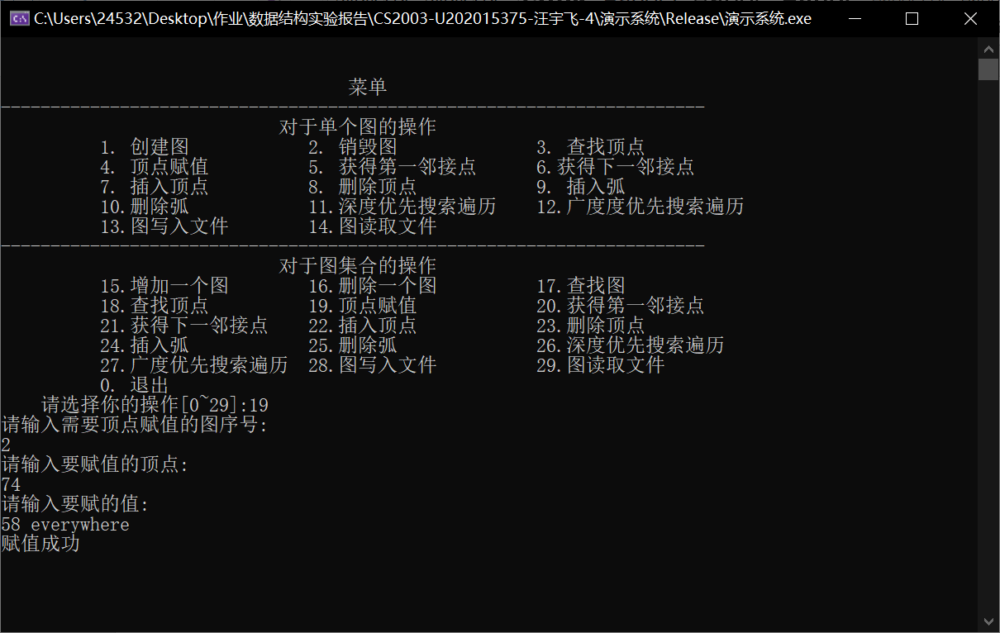 C:\Users\24532\Desktop\作业\数据结构实验报告\CS2003-U202015375-汪宇飞-4\演示系统\Release\演示系统.exe
菜单
-----------------------------------------------------------------------
对于单个图的操作
1. 创建图 2. 销毁图 3. 查找顶点
4. 顶点赋值 5. 获得第一邻接点 6.获得下一邻接点
7. 插入顶点 8. 删除顶点 9. 插入弧
10.删除弧 11.深度优先搜索遍历 12.广度度优先搜索遍历
13.图写入文件 14.图读取文件
-----------------------------------------------------------------------
对于图集合的操作
15.增加一个图 16.删除一个图 17.查找图
18.查找顶点 19.顶点赋值 20.获得第一邻接点
21.获得下一邻接点 22.插入顶点 23.删除顶点
24.插入弧 25.删除弧 26.深度优先搜索遍历
27.广度优先搜索遍历 28.图写入文件 29.图读取文件
0. 退出
请选择你的操作[0~29]:19
请输入需要顶点赋值的图序号:
2
请输入要赋值的顶点:
74
请输入要赋的值:
58 everywhere
赋值成功